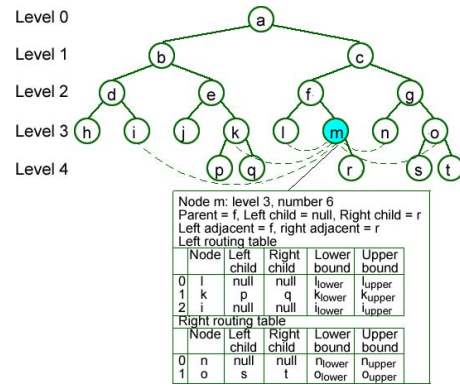 Level 0
a
Level 1
b c
Level 2
d e f g
Level 3
h i j k l m n o
Level 4
p q r s t
Node m: level 3, number 6
Parent = f, Left child = null, Right child = r
Left adjacent = f, right adjacent = r
Left routing table
Node Left child Right child Lower bound Upper bound
0 l null null llower lupper
1 k p q klower kupper
2 i null null ilower iupper
Right routing table
Node Left child Right child Lower bound Upper bound
0 n null null nlower nupper
1 o s t olower oupper